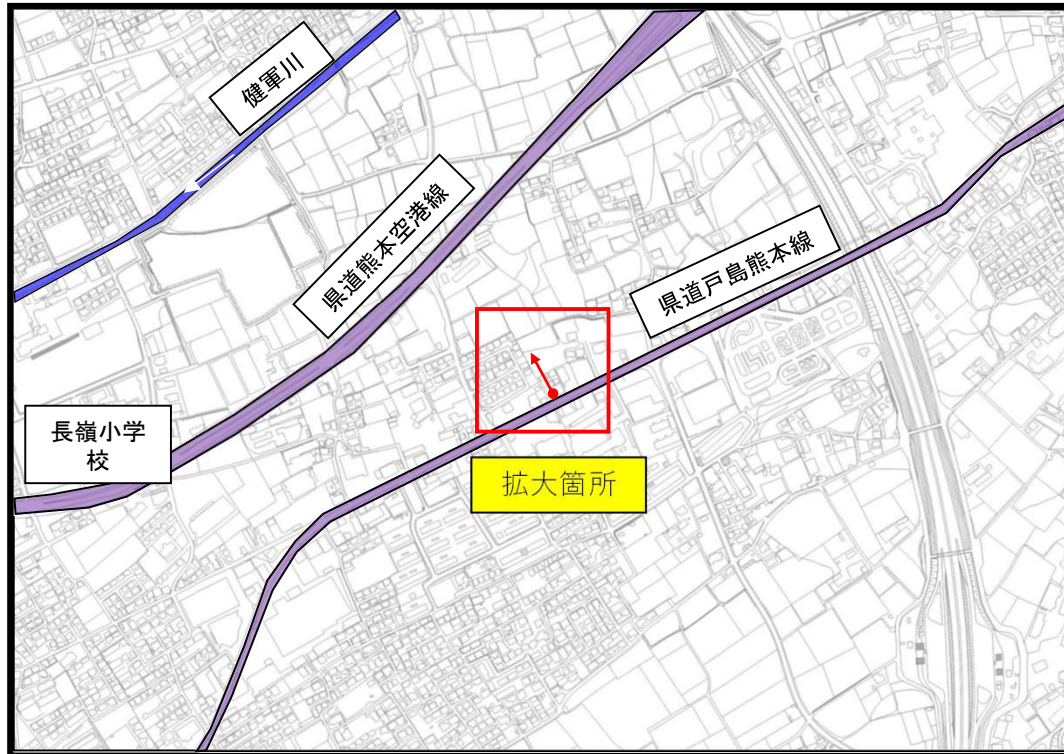 健軍川
県道熊本空港線
県道戸島熊本線
長嶺小学
校
拡大箇所